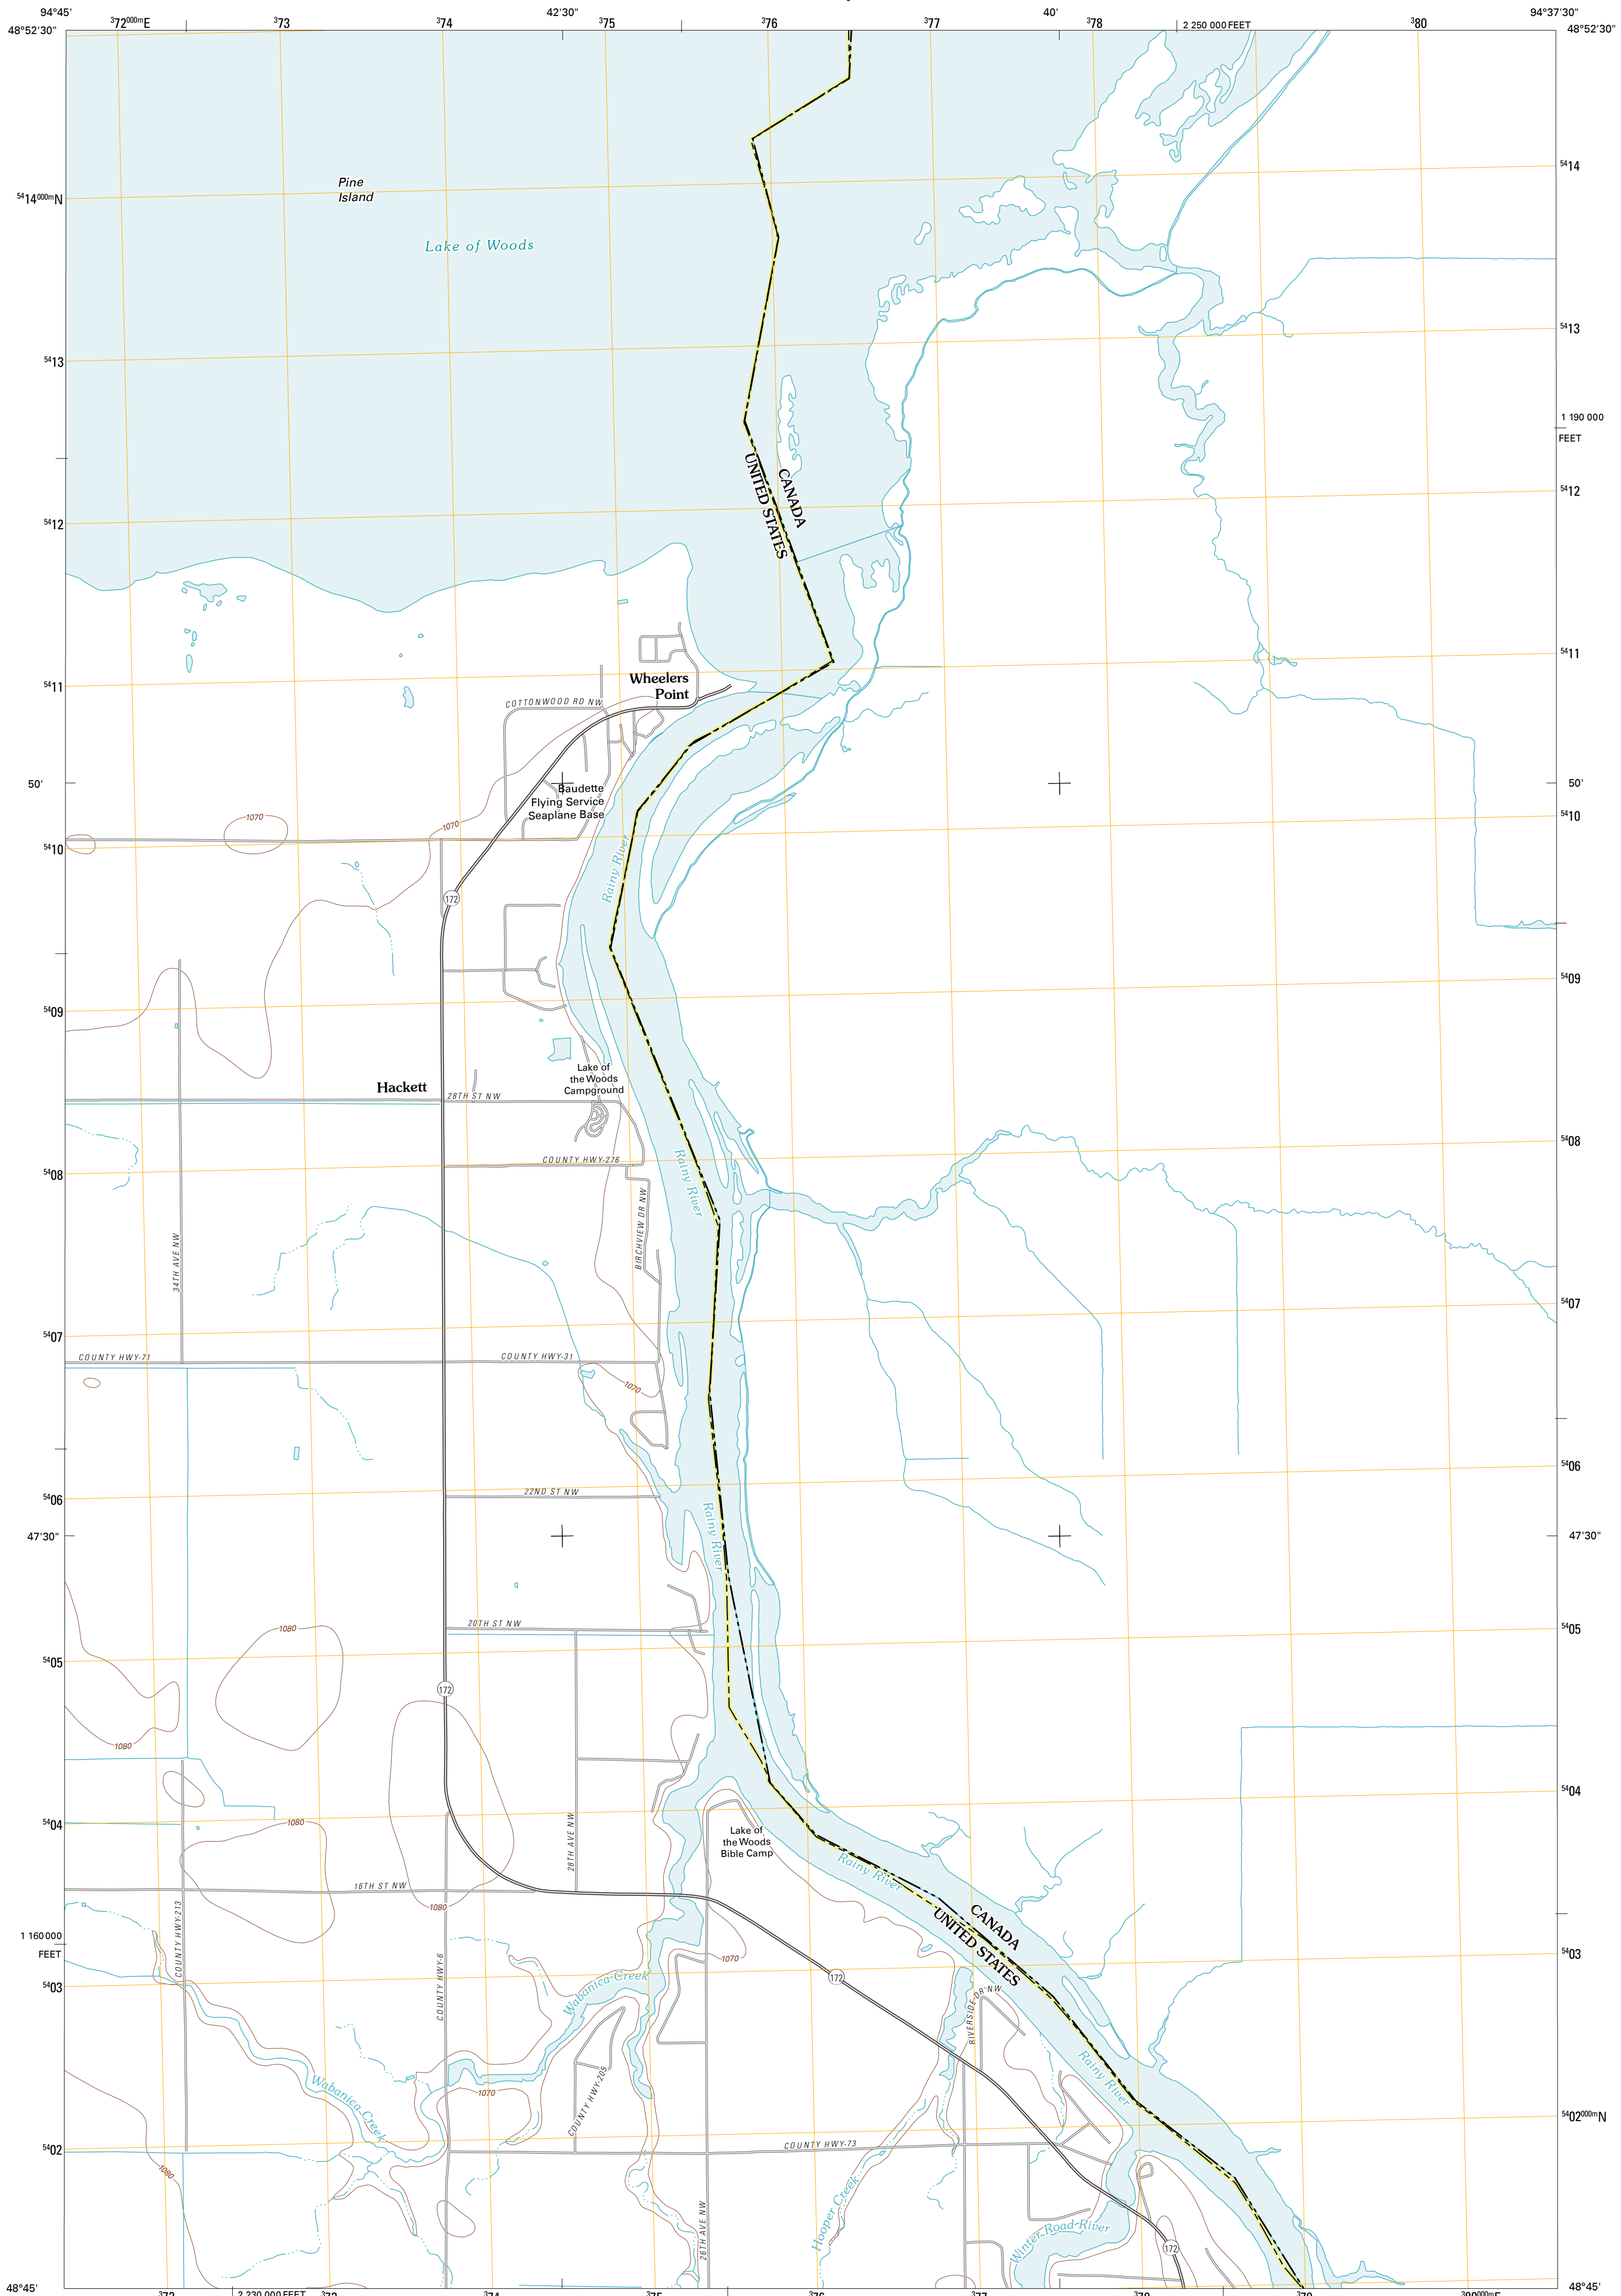 94°45' ³72⁰⁰⁰ᵐE ³73 ³74 42'30" ³75 ³76 ³77 40' ³78 2 250 000 FEET ³80 94°37'30"
48°52'30" 48°52'30"
⁵⁴14
Pine
Island
⁵⁴14⁰⁰⁰ᵐN
Lake of Woods
⁵⁴13
⁵⁴13
1 190 000
FEET
CANADA
UNITED STATES
⁵⁴12
⁵⁴12
⁵⁴11
Wheelers
Point
⁵⁴11
COTTONWOOD RD NW
50' 50'
Baudette
Flying Service
Seaplane Base
1070
1070
⁵⁴10
⁵⁴10
Rainy River
172
⁵⁴09
⁵⁴09
Lake of
the Woods
Campground
Hackett
28TH ST NW
⁵⁴08
COUNTY HWY-276
⁵⁴08
Rainy River
BIRCHVIEW DR NW
34TH AVE NW
⁵⁴07
⁵⁴07
COUNTY HWY-71 COUNTY HWY-31
1070
⁵⁴06
22ND ST NW
⁵⁴06
Rainy River
47'30" 47'30"
20TH ST NW
1080
⁵⁴05
⁵⁴05
172
1080
⁵⁴04
1080
⁵⁴04
28TH AVE NW
Lake of
the Woods
Bible Camp
Rainy River
16TH ST NW
1080
CANADA
UNITED STATES
COUNTY HWY-213
1 160 000
FEET
⁵⁴03
1070
172
COUNTY HWY-6
⁵⁴03
Wabanica Creek
RIVERSIDE DR NW
Rainy River
Wabanica Creek
1070
COUNTY HWY-205
⁵⁴02⁰⁰⁰ᵐN
⁵⁴02
COUNTY HWY-73
1080
26TH AVE NW
Hooper Creek
Winter Road River
172
48°45' 48°45'
2 230 000 FEET